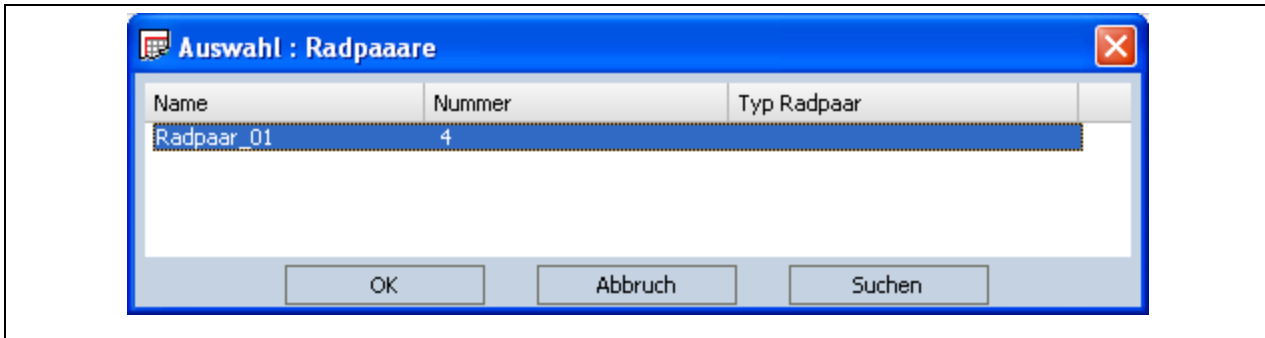 Auswahl : Radpaaare
Name Nummer Typ Radpaar
Radpaar_01 4
OK Abbruch Suchen